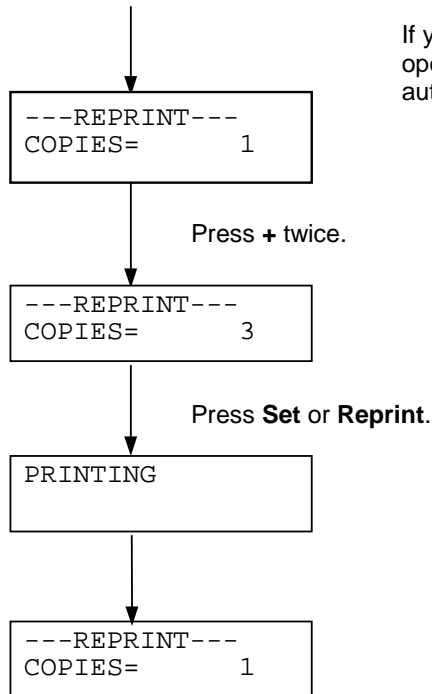 If y
ope
aut
---REPRINT---
COPIES= 1
Press + twice.
---REPRINT---
COPIES= 3
Press Set or Reprint.
PRINTING
---REPRINT---
COPIES= 1